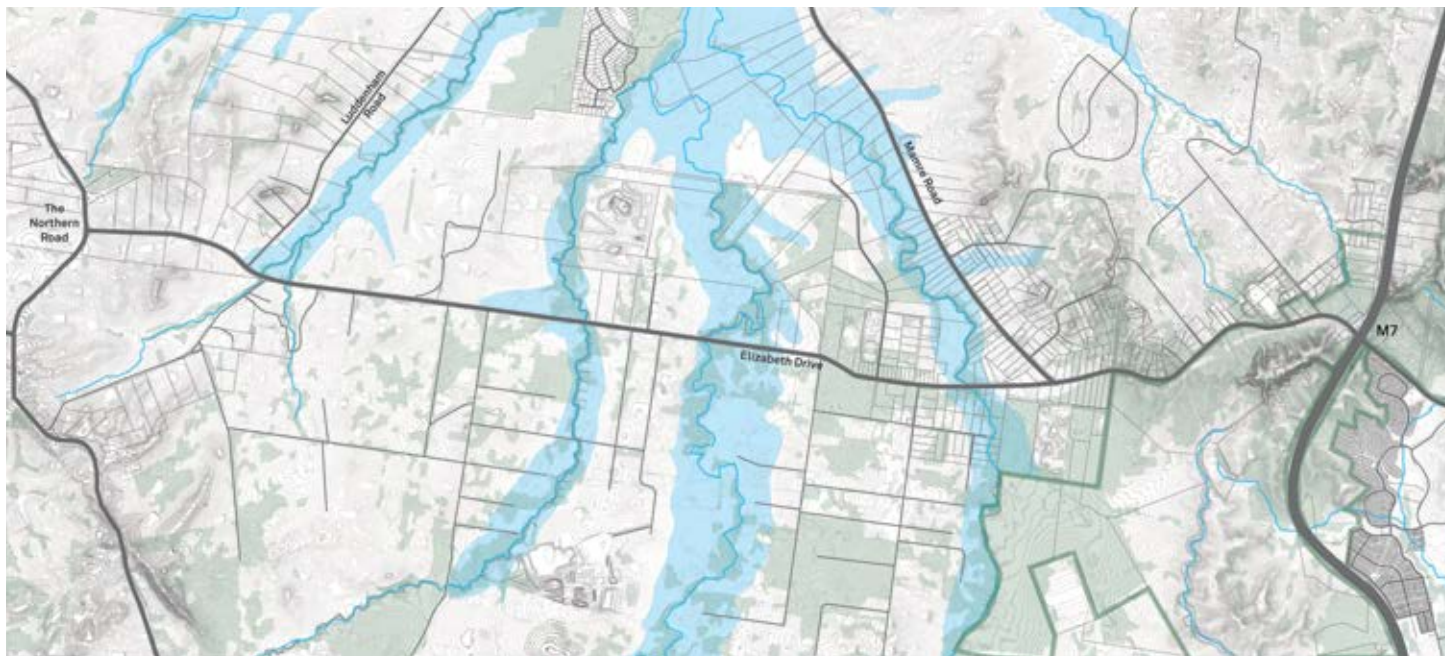 Luddenham
Road
The
Northern
Road
Mamre Road
Elizabeth Drive
M7